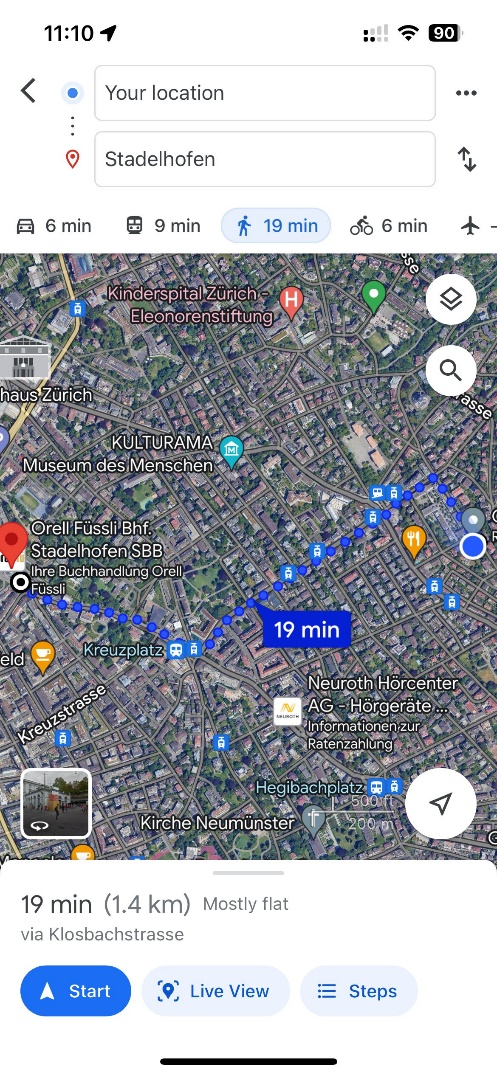 11:10
90
Your location
Stadelhofen
6 min
9 min
19 min
6 min
Kinderspital Zürich -
Eleonorenstiftung
H
haus Zürich
KULTURAMA
Museum des Menschen
Orell Füssli Bhf.
Stadelhofen SBB
Ihre Buchhandlung Orell
Füssli
19 min
Kreuzplatz
eld
Kreuzstrasse
Neuroth Hörcenter
AG - Hörgeräte ...
Informationen zur
Ratenzahlung
NEUROTH
Hegibachplatz
500 ft
200 m
Kirche Neumünster
19 min (1.4 km) Mostly flat
via Klosbachstrasse
Start
Live View
Steps